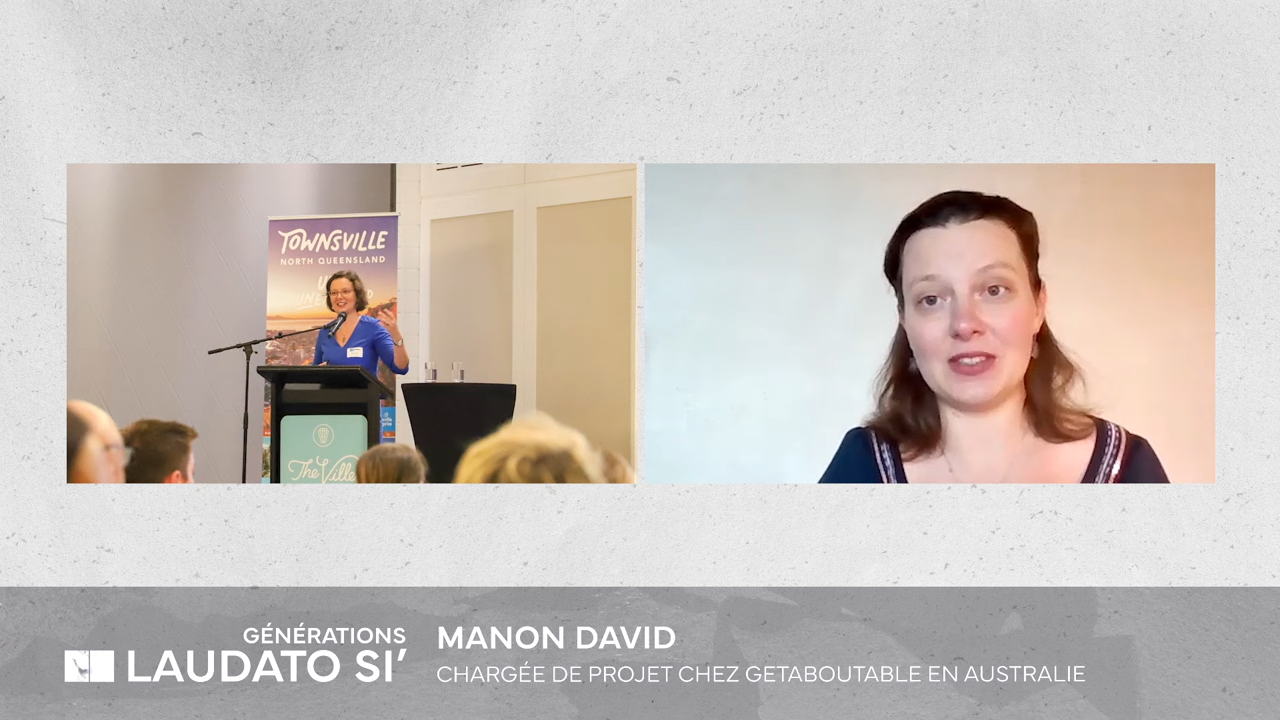 TOWNSVILLE
NORTH QUEENSLAND
The Ville
GÉNÉRATIONS
LAUDATO SI’
MANON DAVID
CHARGÉE DE PROJET CHEZ GETABOUTABLE EN AUSTRALIE